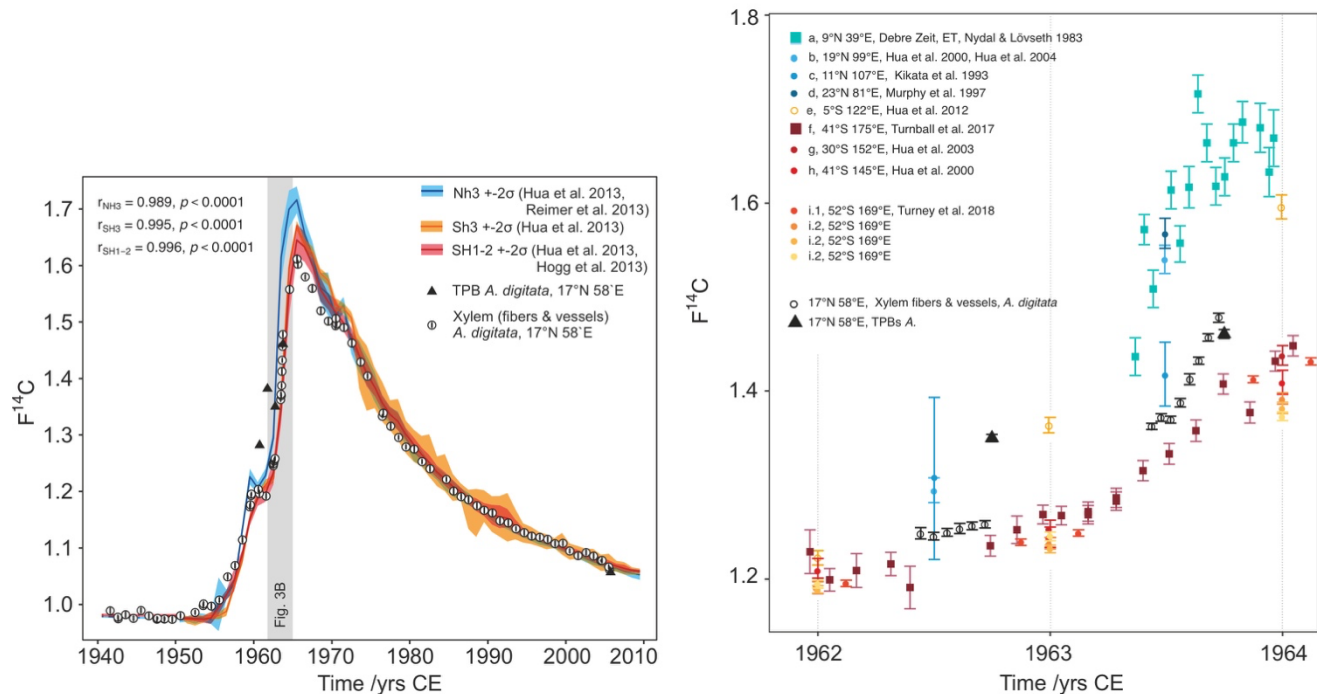 r_NH3 = 0.989, p < 0.0001
r_SH3 = 0.995, p < 0.0001
r_SH1-2 = 0.996, p < 0.0001
Nh3 +-2σ (Hua et al. 2013,
Reimer et al. 2013)
Sh3 +-2σ (Hua et al. 2013)
SH1-2 +-2σ (Hua et al. 2013,
Hogg et al. 2013)
TPB A. digitata, 17°N 58`E
Xylem (fibers & vessels)
A. digitata, 17°N 58`E
F¹⁴C
1.7
1.6
1.5
1.4
1.3
1.2
1.1
1.0
Fig. 3B
1940 1950 1960 1970 1980 1990 2000 2010
Time /yrs CE
a, 9°N 39°E, Debre Zeit, ET, Nydal & Lövseth 1983
b, 19°N 99°E, Hua et al. 2000, Hua et al. 2004
c, 11°N 107°E, Kikata et al. 1993
d, 23°N 81°E, Murphy et al. 1997
e, 5°S 122°E, Hua et al. 2012
f, 41°S 175°E, Turnball et al. 2017
g, 30°S 152°E, Hua et al. 2003
h, 41°S 145°E, Hua et al. 2000
i.1, 52°S 169°E, Turney et al. 2018
i.2, 52°S 169°E
i.2, 52°S 169°E
i.2, 52°S 169°E
17°N 58°E, Xylem fibers & vessels, A. digitata
17°N 58°E, TPBs A.
F¹⁴C
1.8
1.6
1.4
1.2
1962 1963 1964
Time /yrs CE